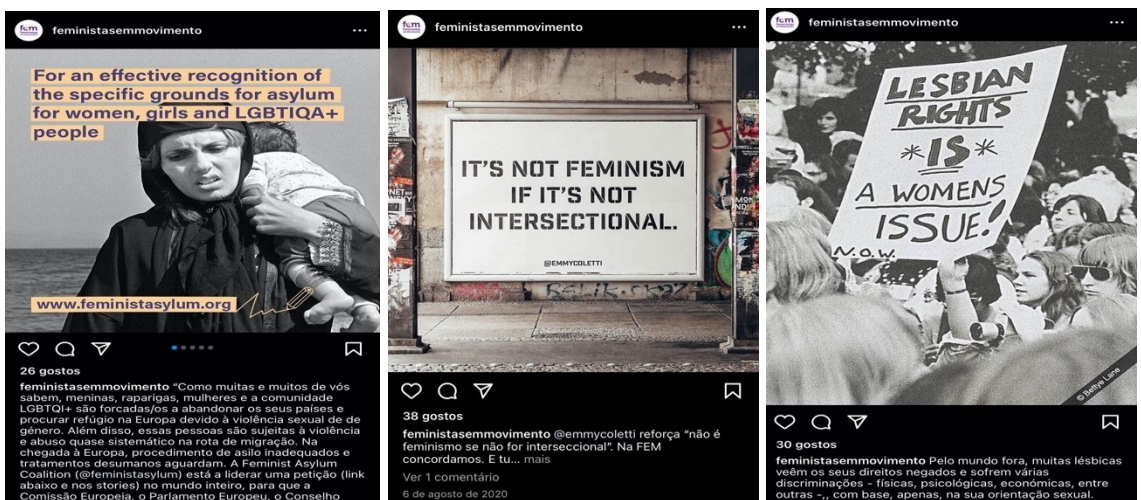 feministasemmovimento
For an effective recognition of
the specific grounds for asylum
for women, girls and LGBTIQA+
people
www.feministasylum.org
26 gostos
feministasemmovimento “Como muitas e muitos de vós
sabem, meninas, raparigas, mulheres e a comunidade
LGBTQI+ são forcadas/os a abandonar os seus países e
procurar refúgio na Europa devido à violência sexual de de
género. Além disso, essas pessoas são sujeitas à violência
e abuso quase sistemático na rota de migração. Na
chegada à Europa, procedimento de asilo inadequados e
tratamentos desumanos aguardam. A Feminist Asylum
Coalition (@feministasylum) está a liderar uma petição (link
abaixo e nos stories) no mundo inteiro, para que a
Comissão Europeia, o Parlamento Europeu, o Conselho
feministasemmovimento
IT'S NOT FEMINISM
IF IT'S NOT
INTERSECTIONAL.
@EMMYCOLETTI
38 gostos
feministasemmovimento @emmycoletti reforça “não é
feminismo se não for interseccional”. Na FEM
concordamos. E tu... mais
Ver 1 comentário
6 de agosto de 2020
feministasemmovimento
LESBIAN
RIGHTS
*IS*
A WOMENS
ISSUE!
N.O.W.
© Bettye Lane
30 gostos
feministasemmovimento Pelo mundo fora, muitas lésbicas
veêm os seus direitos negados e sofrem várias
discriminações - físicas, psicológicas, económicas, entre
outras -,, com base, apenas, na sua orientação sexual.